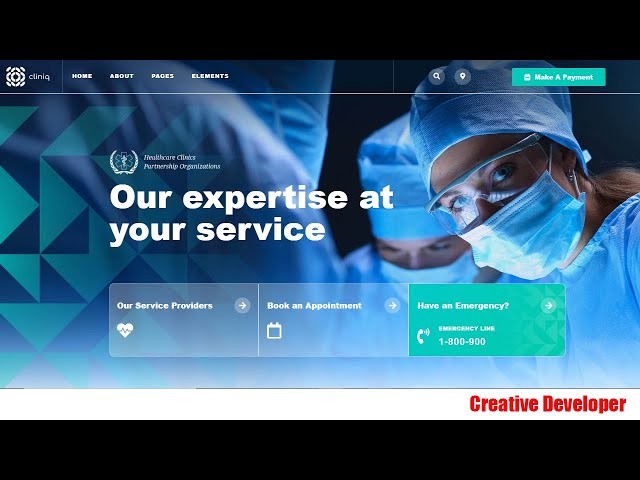 cliniq
HOME
ABOUT
PAGES
ELEMENTS
Make A Payment
Healthcare Clinics
Partnership Organizations
Our expertise at
your service
Our Service Providers
Book an Appointment
Have an Emergency?
EMERGENCY LINE
1-800-900
Creative Developer